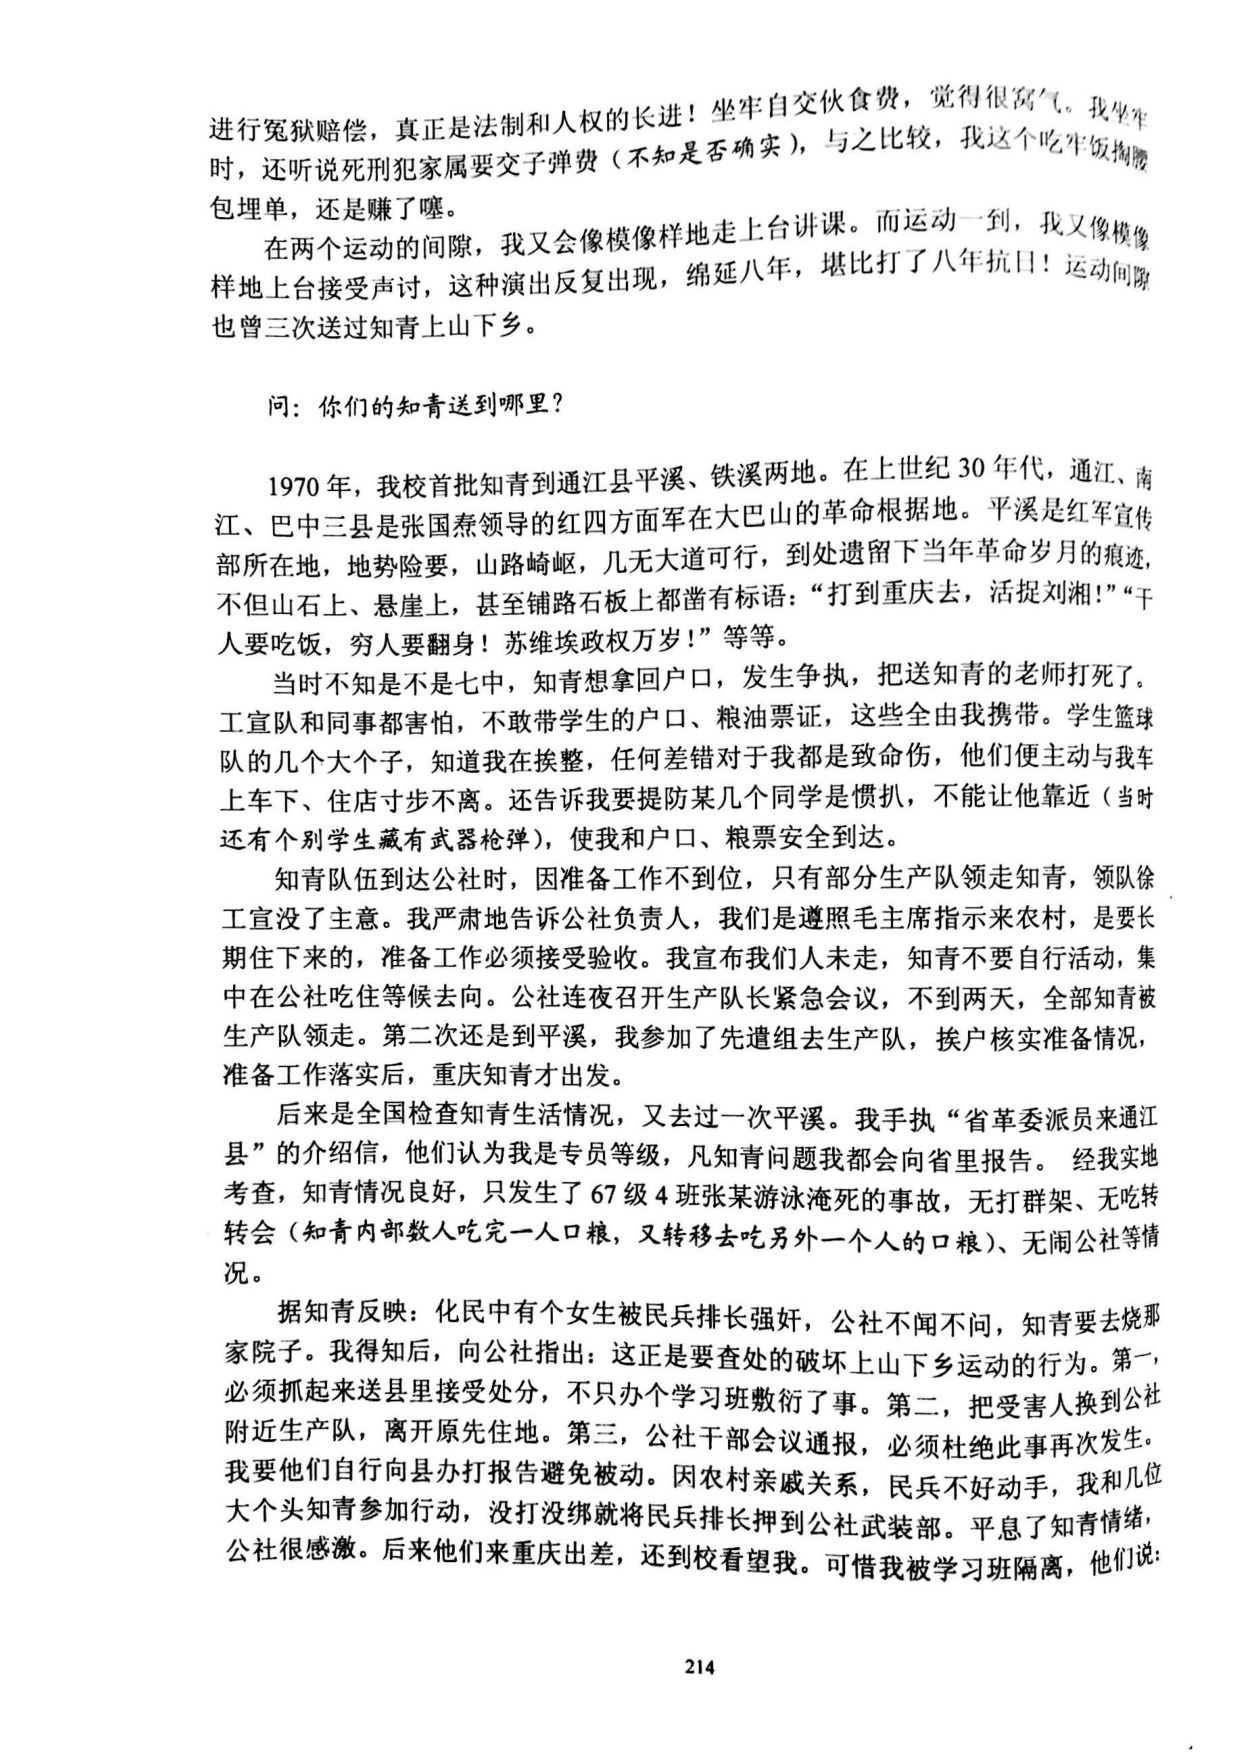 进行冤狱赔偿，真正是法制和人权的长进！坐牢自交伙食费，觉得很窝气。我坐牢
时，还听说死刑犯家属要交子弹费（不知是否确实），与之比较，我这个吃牢饭掏腰
包埋单，还是赚了噻。
在两个运动的间隙，我又会像模像样地走上台讲课。而运动一到，我又像模像
样地上台接受声讨，这种演出反复出现，绵延八年，堪比打了八年抗日！运动间隙
也曾三次送过知青上山下乡。
问：你们的知青送到哪里？
1970 年，我校首批知青到通江县平溪、铁溪两地。在上世纪 30 年代，通江、南
江、巴中三县是张国焘领导的红四方面军在大巴山的革命根据地。平溪是红军宣传
部所在地，地势险要，山路崎岖，几无大道可行，到处遗留下当年革命岁月的痕迹，
不但山石上、悬崖上，甚至铺路石板上都凿有标语：“打到重庆去，活捉刘湘！”“干
人要吃饭，穷人要翻身！苏维埃政权万岁！”等等。
当时不知是不是七中，知青想拿回户口，发生争执，把送知青的老师打死了。
工宣队和同事都害怕，不敢带学生的户口、粮油票证，这些全由我携带。学生篮球
队的几个大个子，知道我在挨整，任何差错对于我都是致命伤，他们便主动与我车
上车下、住店寸步不离。还告诉我要提防某几个同学是惯扒，不能让他靠近（当时
还有个别学生藏有武器枪弹），使我和户口、粮票安全到达。
知青队伍到达公社时，因准备工作不到位，只有部分生产队领走知青，领队徐
工宣没了主意。我严肃地告诉公社负责人，我们是遵照毛主席指示来农村，是要长
期住下来的，准备工作必须接受验收。我宣布我们人未走，知青不要自行活动，集
中在公社吃住等候去向。公社连夜召开生产队长紧急会议，不到两天，全部知青被
生产队领走。第二次还是到平溪，我参加了先遣组去生产队，挨户核实准备情况，
准备工作落实后，重庆知青才出发。
后来是全国检查知青生活情况，又去过一次平溪。我手执“省革委派员来通江
县”的介绍信，他们认为我是专员等级，凡知青问题我都会向省里报告。 经我实地
考查，知青情况良好，只发生了 67 级 4 班张某游泳淹死的事故，无打群架、无吃转
转会（知青内部数人吃完一人口粮，又转移去吃另外一个人的口粮）、无闹公社等情
况。
据知青反映：化民中有个女生被民兵排长强奸，公社不闻不问，知青要去烧那
家院子。我得知后，向公社指出：这正是要查处的破坏上山下乡运动的行为。第一，
必须抓起来送县里接受处分，不只办个学习班敷衍了事。第二，把受害人换到公社
附近生产队，离开原先住地。第三，公社干部会议通报，必须杜绝此事再次发生。
我要他们自行向县办打报告避免被动。因农村亲戚关系，民兵不好动手，我和几位
大个头知青参加行动，没打没绑就将民兵排长押到公社武装部。平息了知青情绪，
公社很感激。后来他们来重庆出差，还到校看望我。可惜我被学习班隔离，他们说：
214